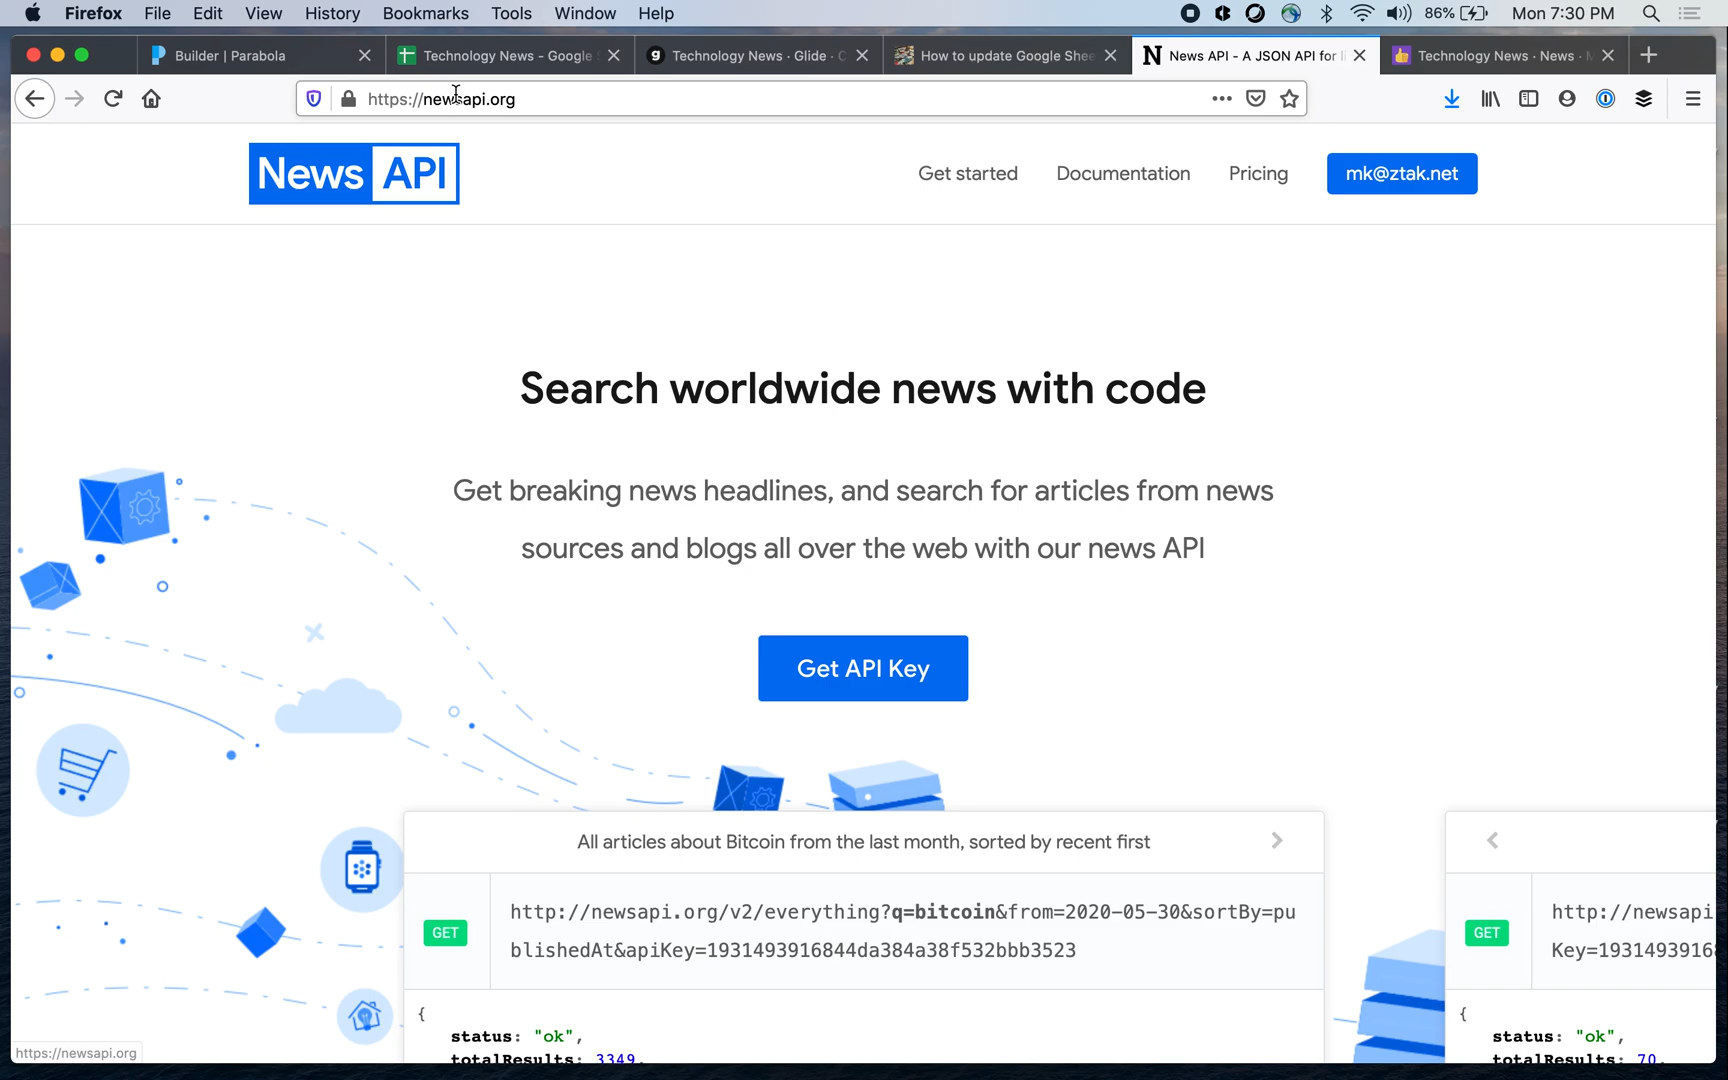 Firefox File Edit View History Bookmarks Tools Window Help 86% Mon 7:30 PM
Builder | Parabola
Technology News - Google
Technology News · Glide · C
How to update Google Shee
News API - A JSON API for
Technology News · News ·
https://newsapi.org
News API
Get started Documentation Pricing mk@ztak.net
Search worldwide news with code
Get breaking news headlines, and search for articles from news
sources and blogs all over the web with our news API
Get API Key
All articles about Bitcoin from the last month, sorted by recent first
GET
http://newsapi.org/v2/everything?q=bitcoin&from=2020-05-30&sortBy=pu
blishedAt&apiKey=1931493916844da384a38f532bbb3523
{
status: "ok",
totalResults: 3349,
GET
http://newsapi
Key=1931493916
{
status: "ok",
totalResults: 70,
https://newsapi.org